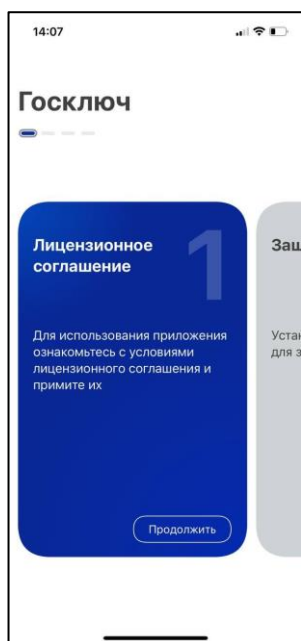 14:07
Госключ
Лицензионное
соглашение
1
Для использования приложения
ознакомьтесь с условиями
лицензионного соглашения и
примите их
Продолжить